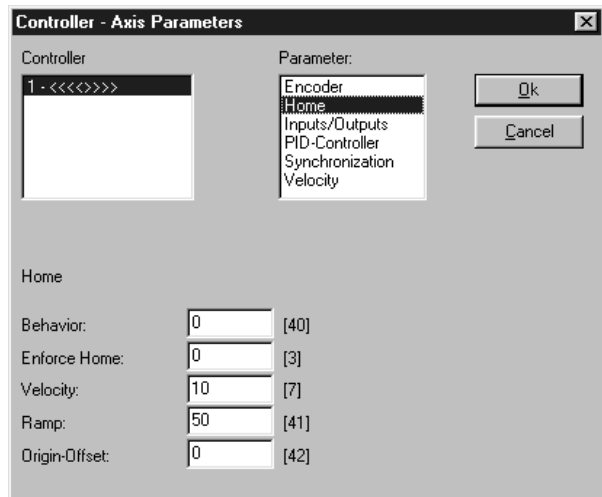 Controller - Axis Parameters
Controller
1 - <<<<>>>>
Parameter:
Encoder
Home
Inputs/Outputs
PID-Controller
Synchronization
Velocity
Ok
Cancel
Home
Behavior: 0 [40]
Enforce Home: 0 [3]
Velocity: 10 [7]
Ramp: 50 [41]
Origin-Offset: 0 [42]